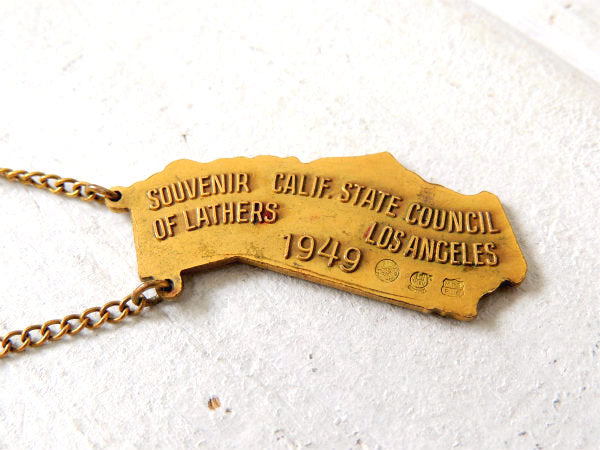 SOUVENIR CALIF. STATE COUNCIL
OF LATHERS LOS ANGELES
1949